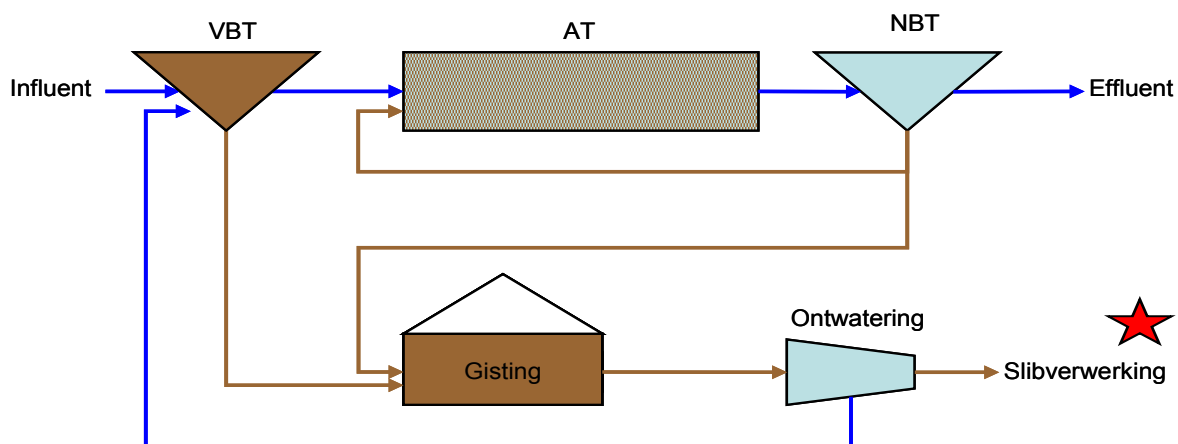 VBT
AT
NBT
Influent
Effluent
Ontwatering
Gisting
Slibverwerking